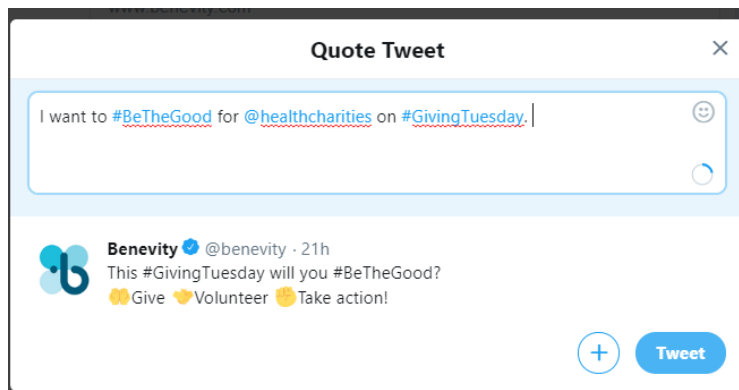 www.benevity.com
Quote Tweet
I want to #BeTheGood for @healthcharities on #GivingTuesday.
Benevity @benevity · 21h
This #GivingTuesday will you #BeTheGood?
🤲Give 🤝Volunteer ✊Take action!
Tweet